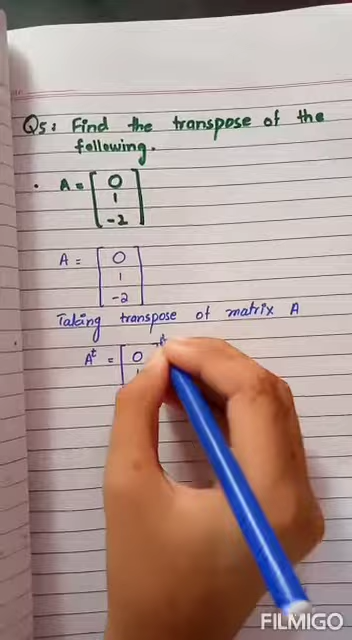 Q5: Find the transpose of the
following.
• A = [ 0
1
-2 ]
A = [ 0
1
-2 ]
Taking transpose of matrix A
Aᵗ = [ 0 ]ᵗ
FILMIGO